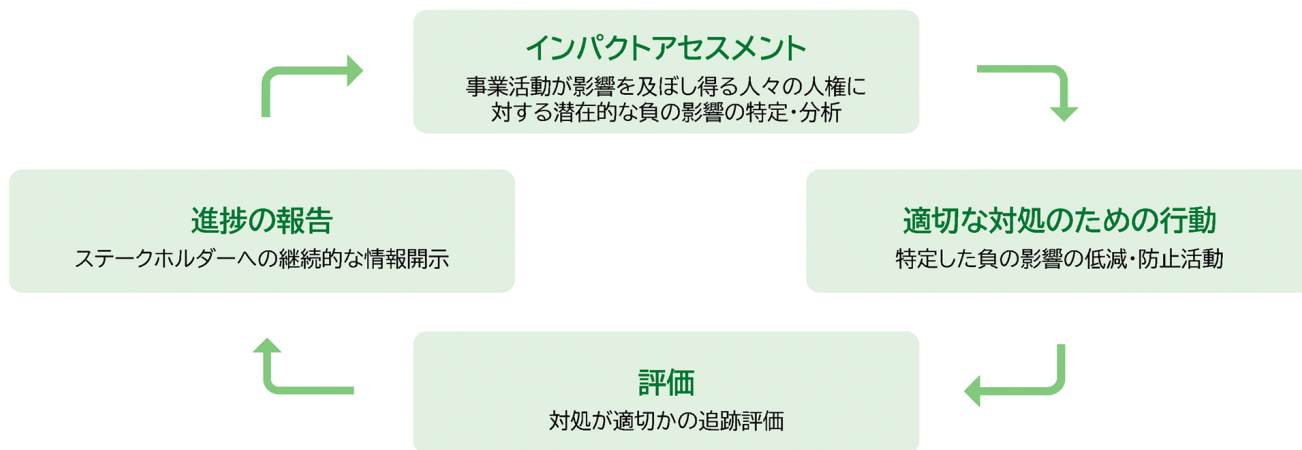 インパクトアセスメント
事業活動が影響を及ぼし得る人々の人権に
対する潜在的な負の影響の特定・分析
進捗の報告
ステークホルダーへの継続的な情報開示
適切な対処のための行動
特定した負の影響の低減・防止活動
評価
対処が適切かの追跡評価